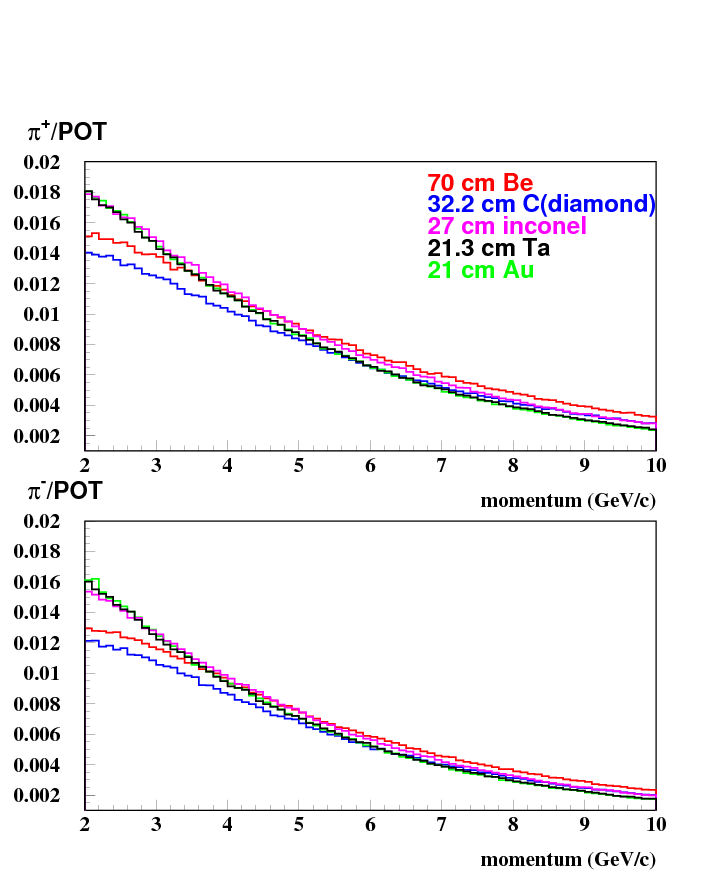 π+/POT
0.02
70 cm Be
0.018
32.2 cm C(diamond)
0.016
27 cm inconel
21.3 cm Ta
0.014
21 cm Au
0.012
0.01
0.008
0.006
0.004
0.002
2 3 4 5 6 7 8 9 10
momentum (GeV/c)
π-/POT
0.02
0.018
0.016
0.014
0.012
0.01
0.008
0.006
0.004
0.002
2 3 4 5 6 7 8 9 10
momentum (GeV/c)